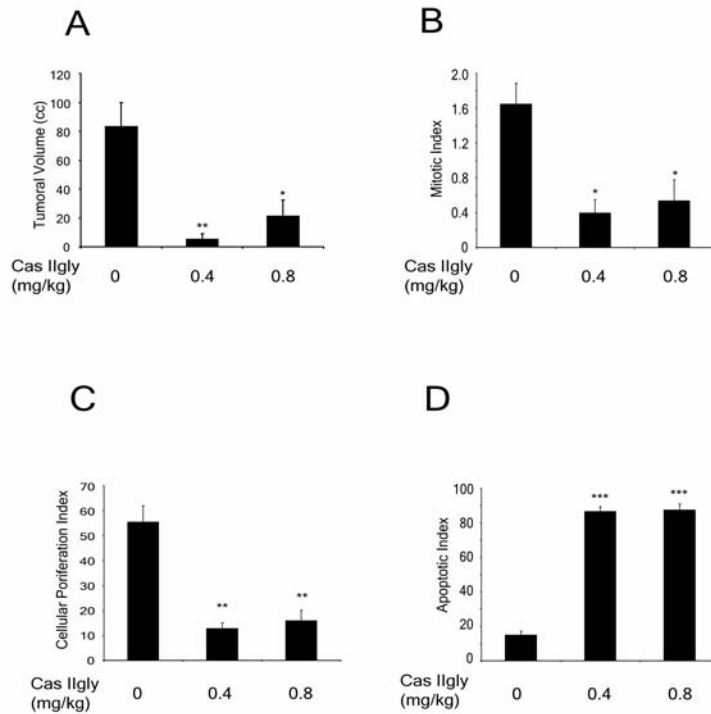 A
Tumoral Volume (cc)
120
100
80
60
40
20
0
**
*
Cas IIgly
(mg/kg)
0 0.4 0.8
B
Mitotic Index
2.0
1.6
1.2
0.8
0.4
0
*
*
Cas IIgly
(mg/kg)
0 0.4 0.8
C
Cellular Poriferation Index
70
60
50
40
30
20
10
0
**
**
Cas IIgly
(mg/kg)
0 0.4 0.8
D
Apoptotic Index
100
80
60
40
20
0
***
***
Cas IIgly
(mg/kg)
0 0.4 0.8